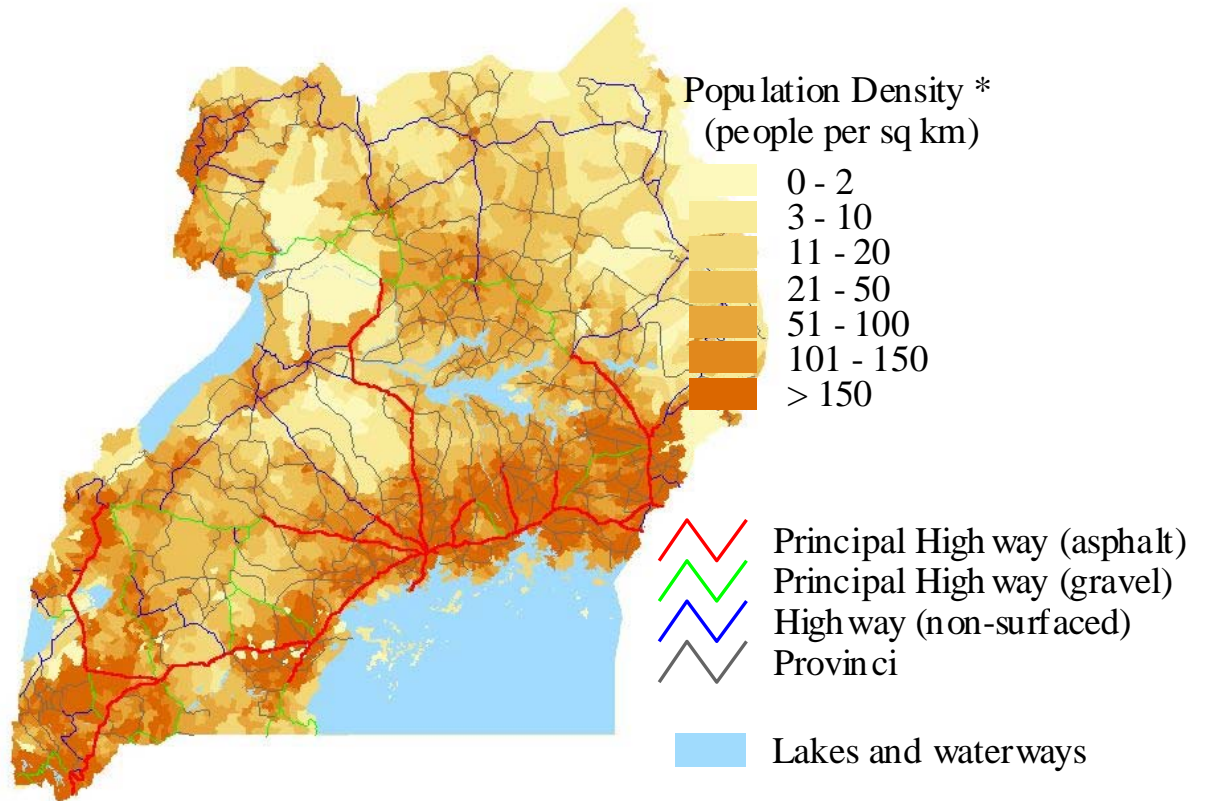 Population Density *
(people per sq km)
0 - 2
3 - 10
11 - 20
21 - 50
51 - 100
101 - 150
> 150
Principal Highway (asphalt)
Principal Highway (gravel)
Highway (non-surfaced)
Provinci
Lakes and waterways